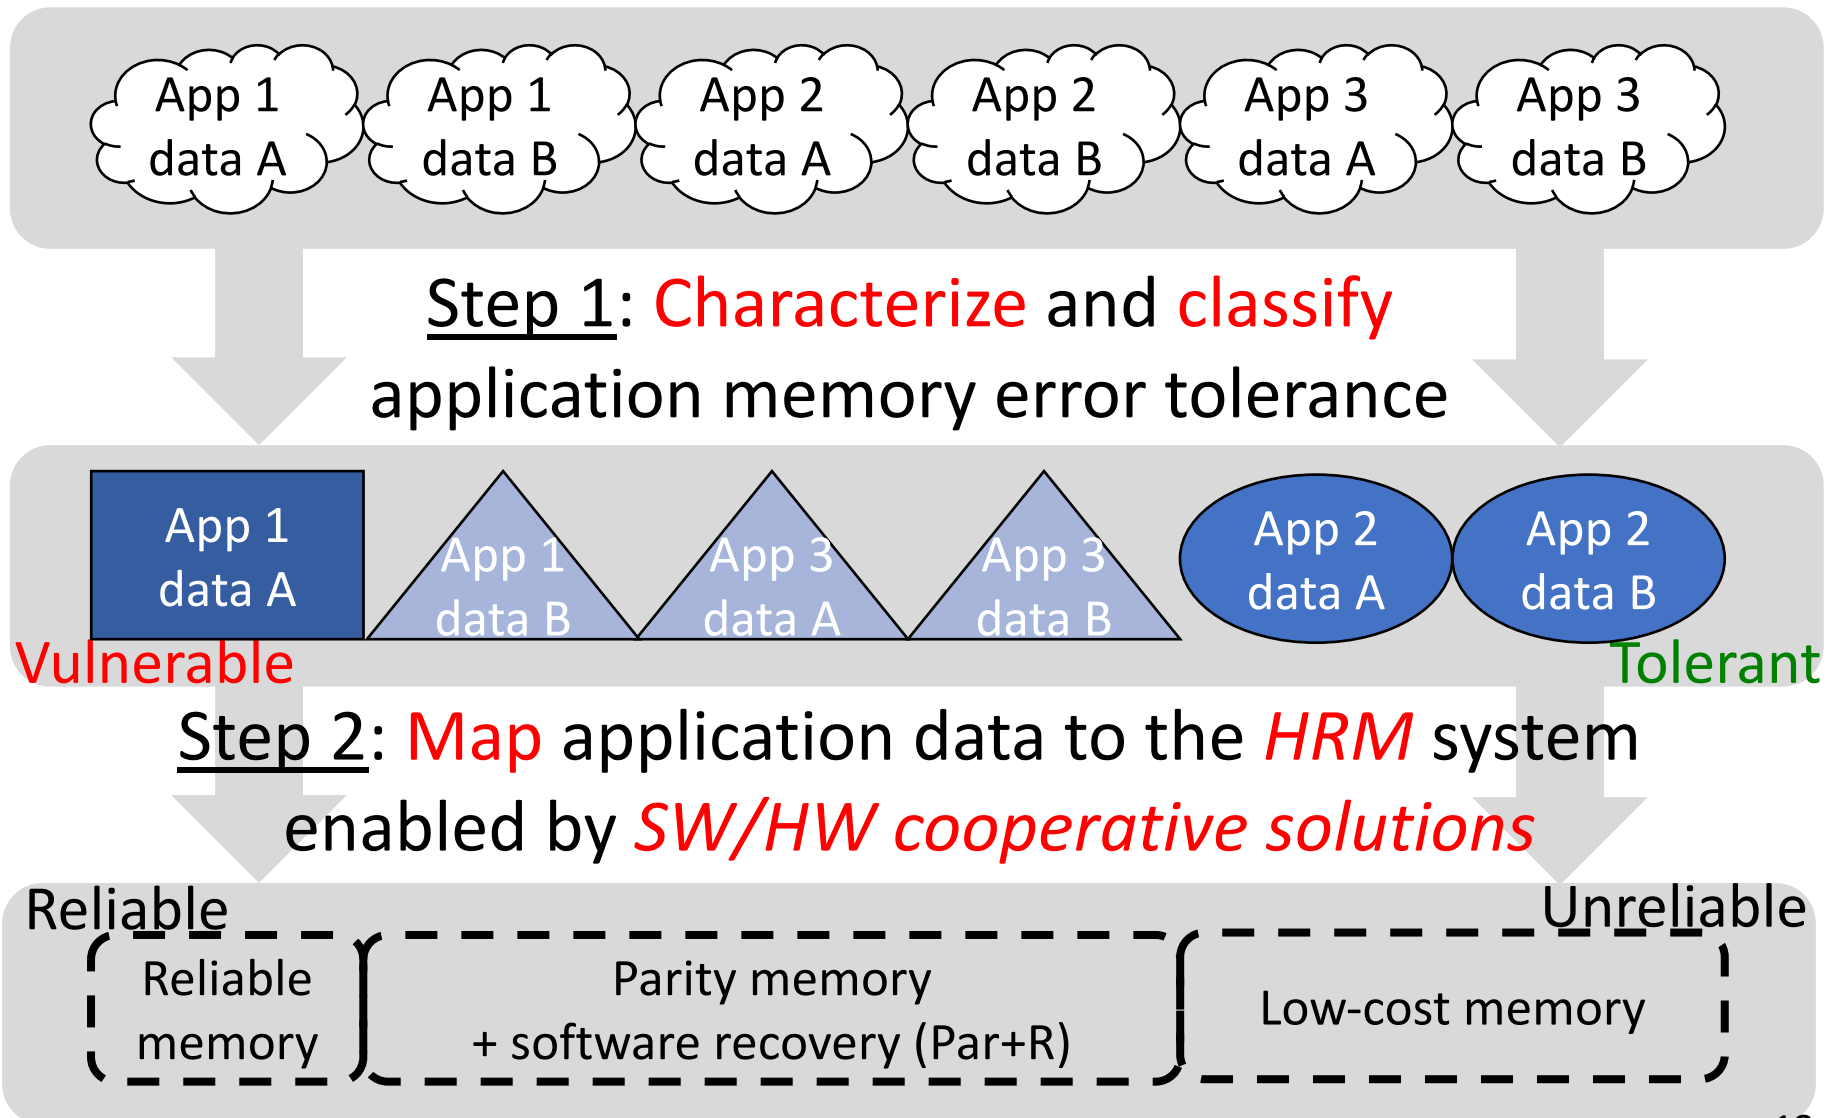 App 1
data A
App 1
data B
App 2
data A
App 2
data B
App 3
data A
App 3
data B
Step 1: Characterize and classify
application memory error tolerance
App 1
data A
App 1
data B
App 3
data A
App 3
data B
App 2
data A
App 2
data B
Vulnerable
Tolerant
Step 2: Map application data to the HRM system
enabled by SW/HW cooperative solutions
Reliable
Unreliable
Reliable
memory
Parity memory
+ software recovery (Par+R)
Low-cost memory